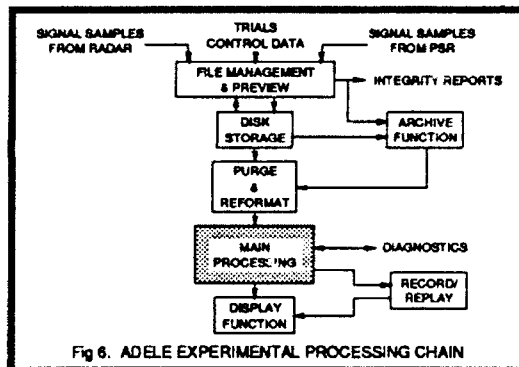 SIGNAL SAMPLES
FROM RADAR
TRIALS
CONTROL DATA
SIGNAL SAMPLES
FROM PSR
FILE MANAGEMENT
& PREVIEW
INTEGRITY REPORTS
DISK
STORAGE
ARCHIVE
FUNCTION
PURGE
&
REFORMAT
MAIN
PROCESSING
DIAGNOSTICS
RECORD/
REPLAY
DISPLAY
FUNCTION
Fig 6. ADELE EXPERIMENTAL PROCESSING CHAIN